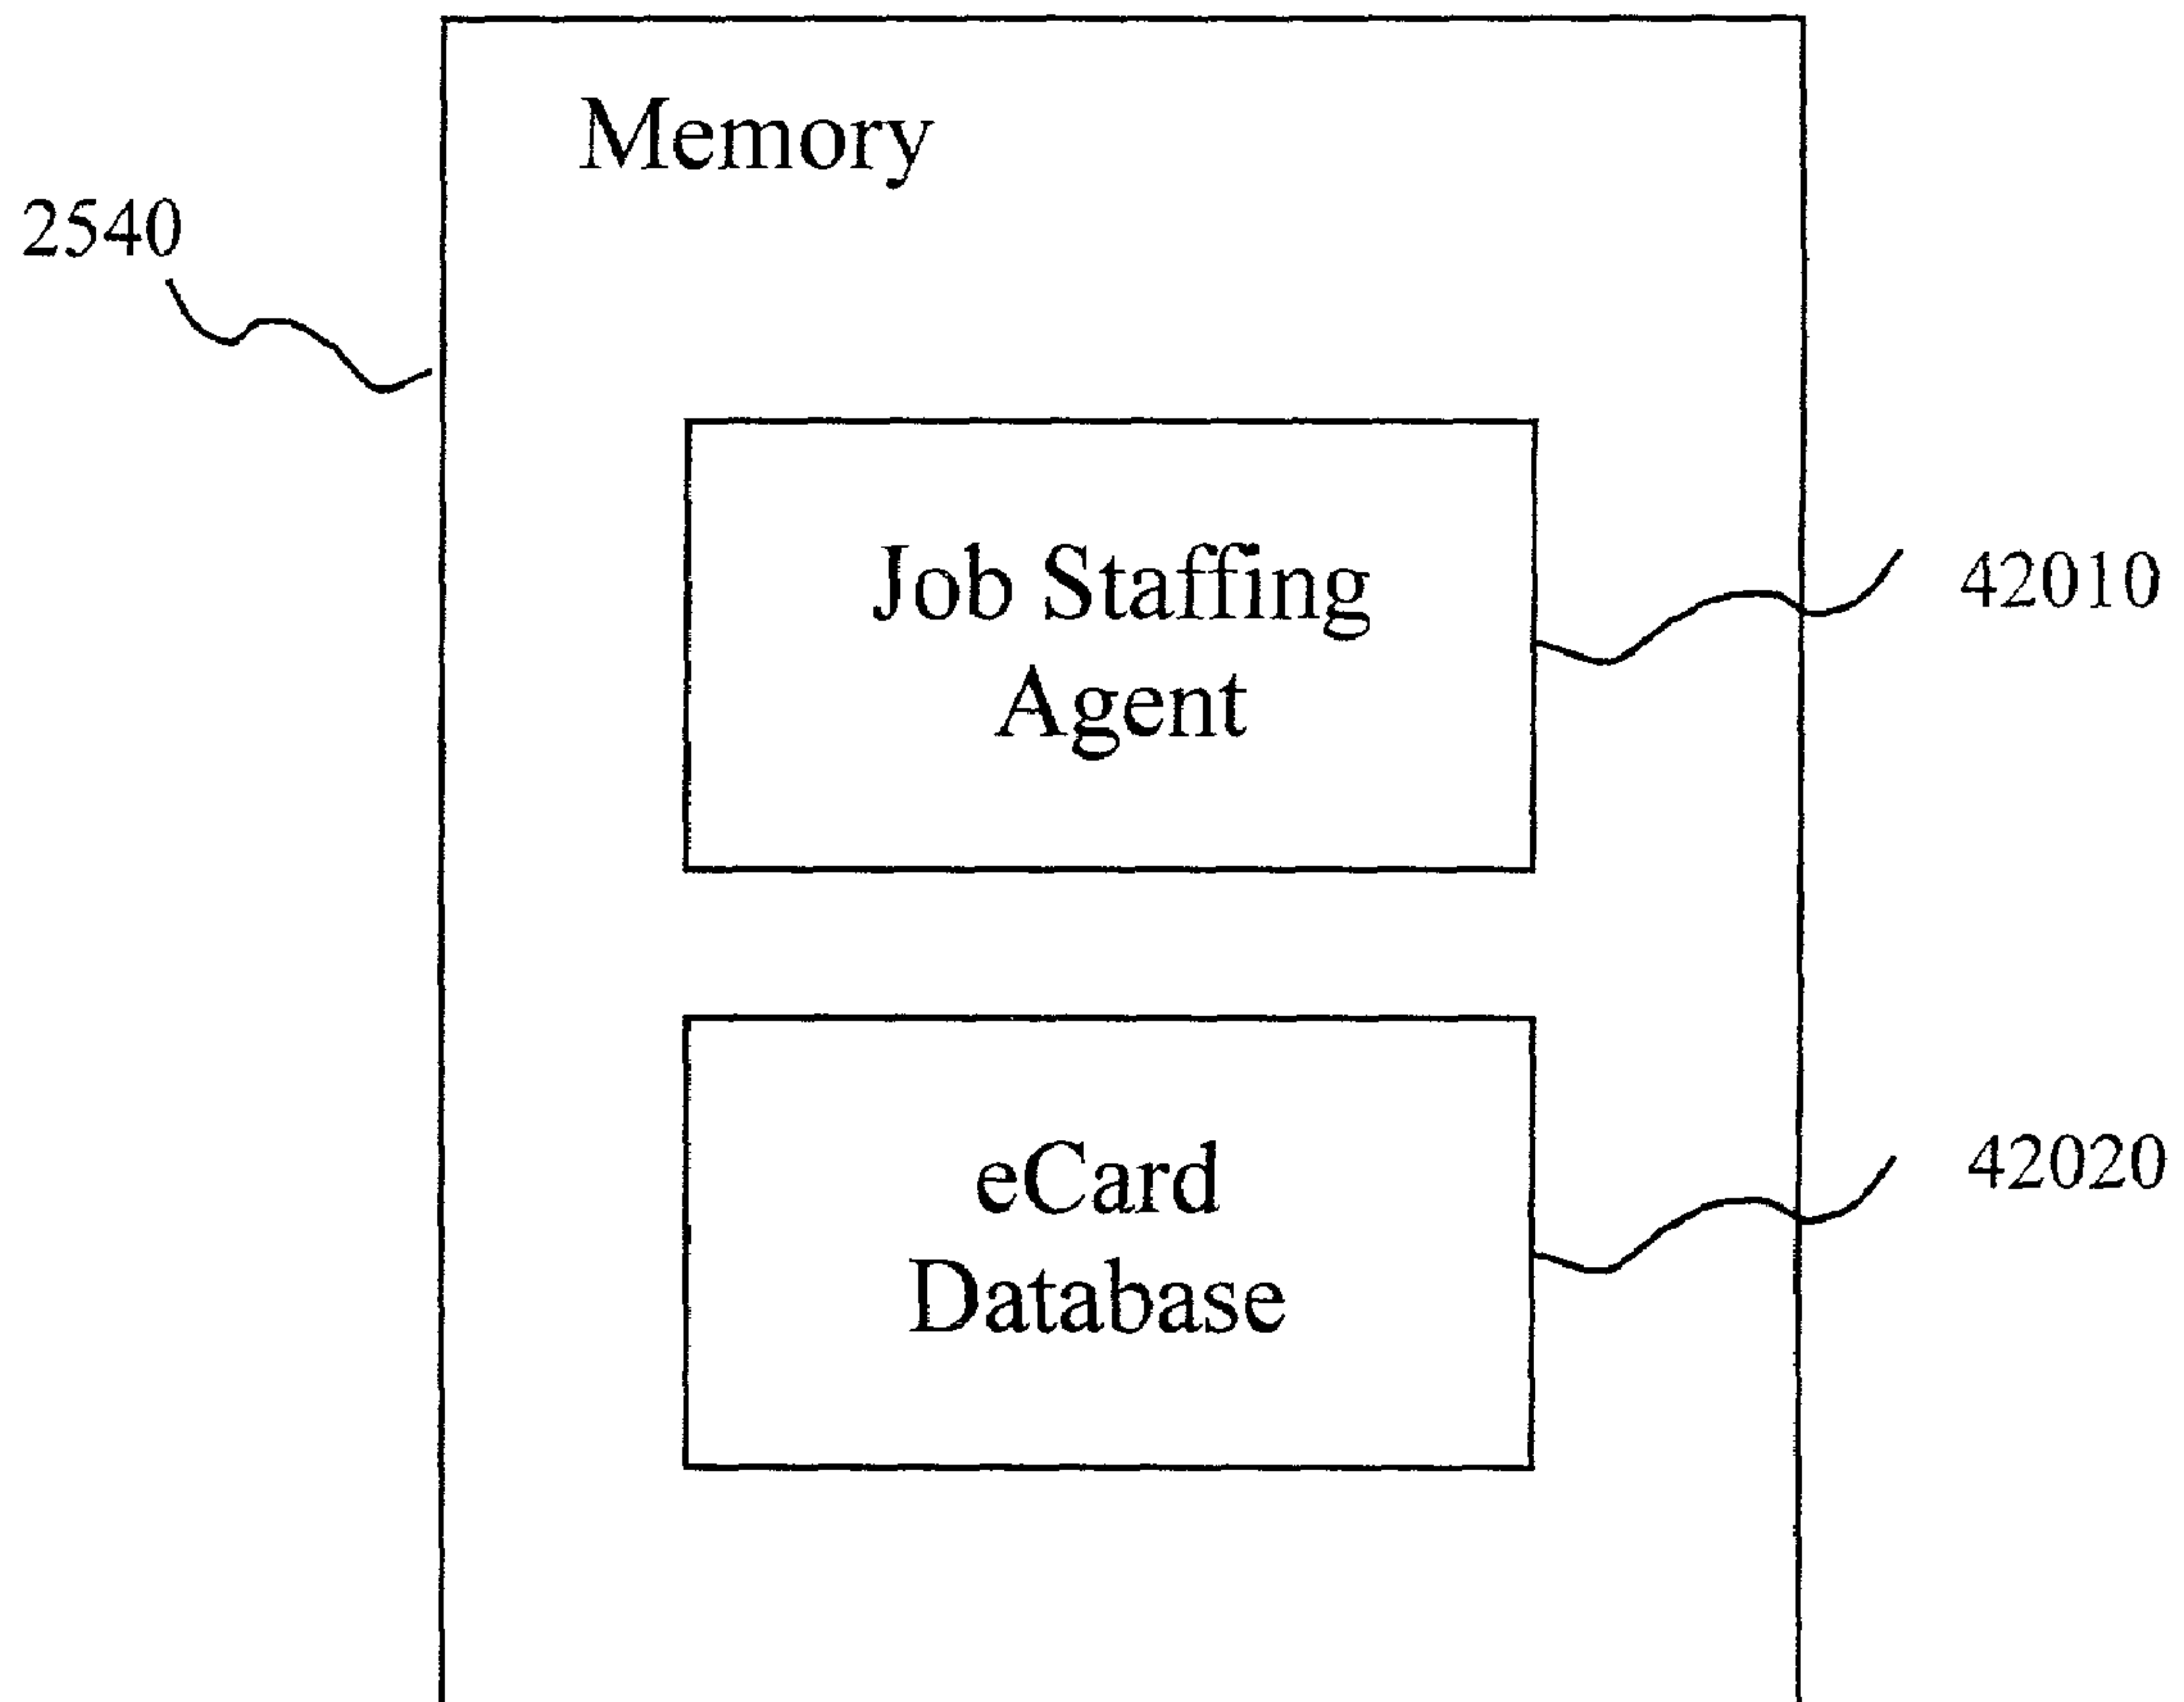 Memory
2540
Job Staffing
Agent
42010
eCard
Database
42020